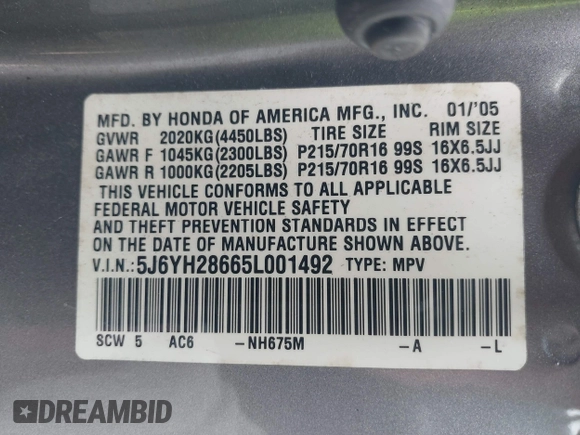 MFD. BY HONDA OF AMERICA MFG., INC. 01/'05
GVWR 2020KG(4450LBS) TIRE SIZE RIM SIZE
GAWR F 1045KG(2300LBS) P215/70R16 99S 16X6.5JJ
GAWR R 1000KG(2205LBS) P215/70R16 99S 16X6.5JJ
THIS VEHICLE CONFORMS TO ALL APPLICABLE
FEDERAL MOTOR VEHICLE SAFETY
AND THEFT PREVENTION STANDARDS IN EFFECT
ON THE DATE OF MANUFACTURE SHOWN ABOVE.
V.I.N.:5J6YH28665L001492 TYPE: MPV
SCW 5 AC6 -NH675M -A -L
DREAMBID